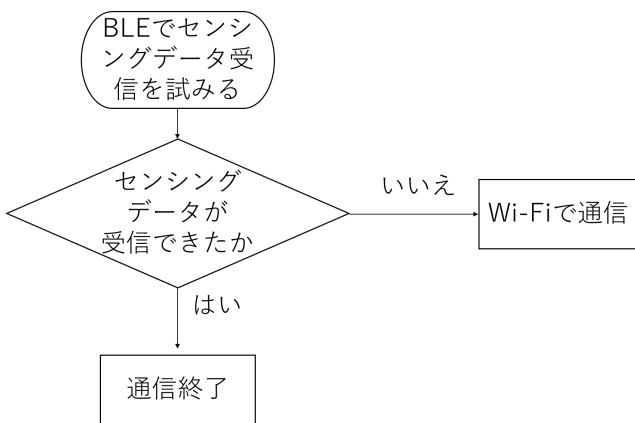 BLEでセンシ
ングデータ受
信を試みる
センシング
データが
受信できたか
いいえ
Wi-Fiで通信
はい
通信終了